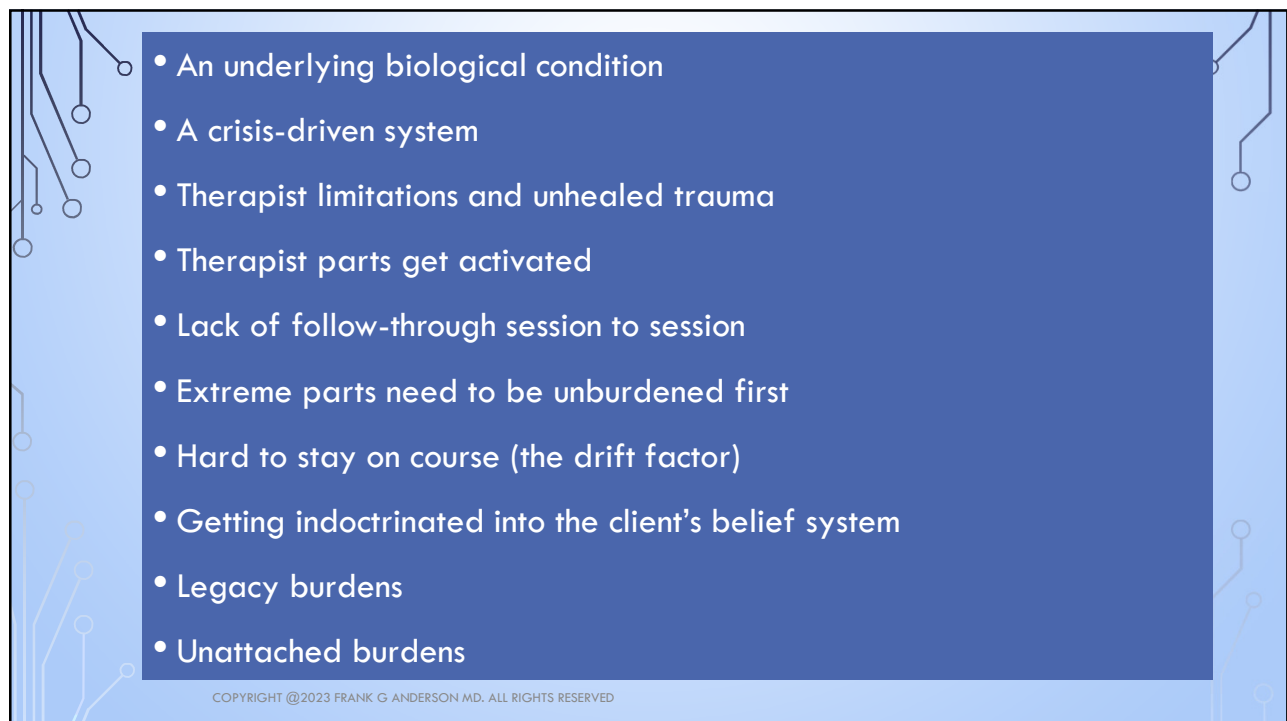 • An underlying biological condition
• A crisis-driven system
• Therapist limitations and unhealed trauma
• Therapist parts get activated
• Lack of follow-through session to session
• Extreme parts need to be unburdened first
• Hard to stay on course (the drift factor)
• Getting indoctrinated into the client’s belief system
• Legacy burdens
• Unattached burdens
COPYRIGHT @2023 FRANK G ANDERSON MD. ALL RIGHTS RESERVED